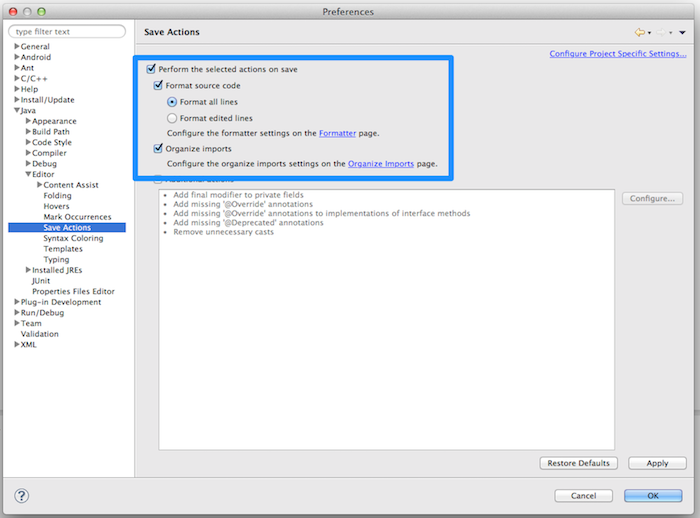 Preferences
type filter text
Save Actions
General
Android
Ant
C/C++
Help
Install/Update
Java
Appearance
Build Path
Code Style
Compiler
Debug
Editor
Content Assist
Folding
Hovers
Mark Occurrences
Save Actions
Syntax Coloring
Templates
Typing
Installed JREs
JUnit
Properties Files Editor
Plug-in Development
Run/Debug
Team
Validation
XML
Configure Project Specific Settings...
Perform the selected actions on save
Format source code
Format all lines
Format edited lines
Configure the formatter settings on the Formatter page.
Organize imports
Configure the organize imports settings on the Organize Imports page.
Additional actions
Add final modifier to private fields
Add missing '@Override' annotations
Add missing '@Override' annotations to implementations of interface methods
Add missing '@Deprecated' annotations
Remove unnecessary casts
Configure...
Restore Defaults
Apply
?
Cancel
OK